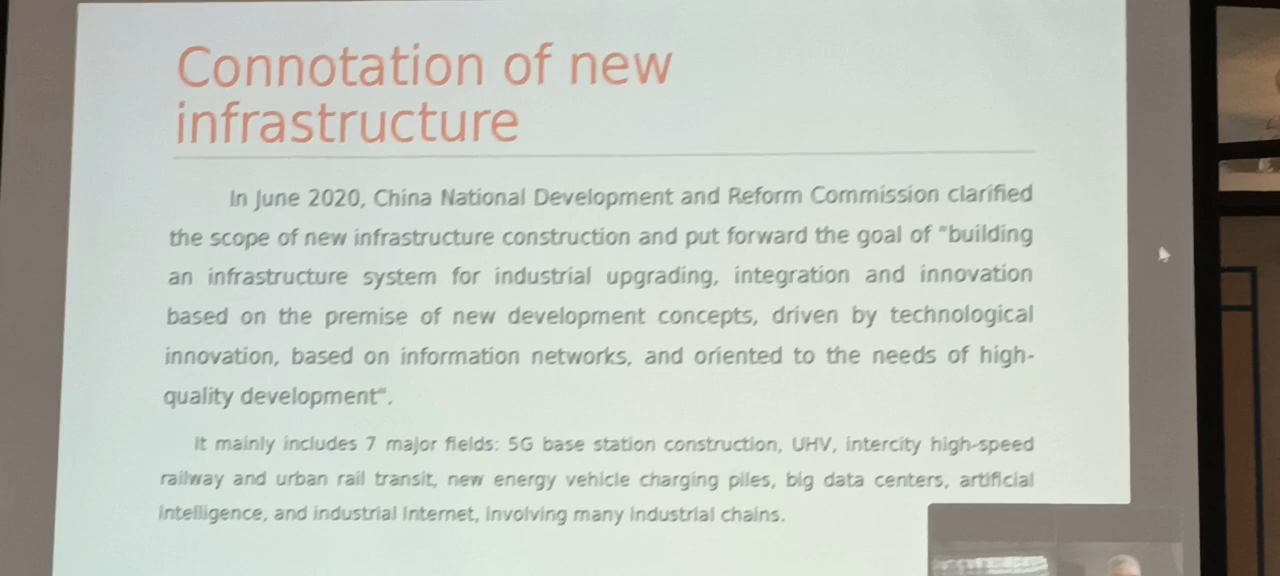 Connotation of new
infrastructure
In June 2020, China National Development and Reform Commission clarified
the scope of new infrastructure construction and put forward the goal of "building
an infrastructure system for industrial upgrading, integration and innovation
based on the premise of new development concepts, driven by technological
innovation, based on information networks, and oriented to the needs of high-
quality development".
It mainly includes 7 major fields: 5G base station construction, UHV, intercity high-speed
railway and urban rail transit, new energy vehicle charging piles, big data centers, artificial
intelligence, and industrial Internet, involving many industrial chains.